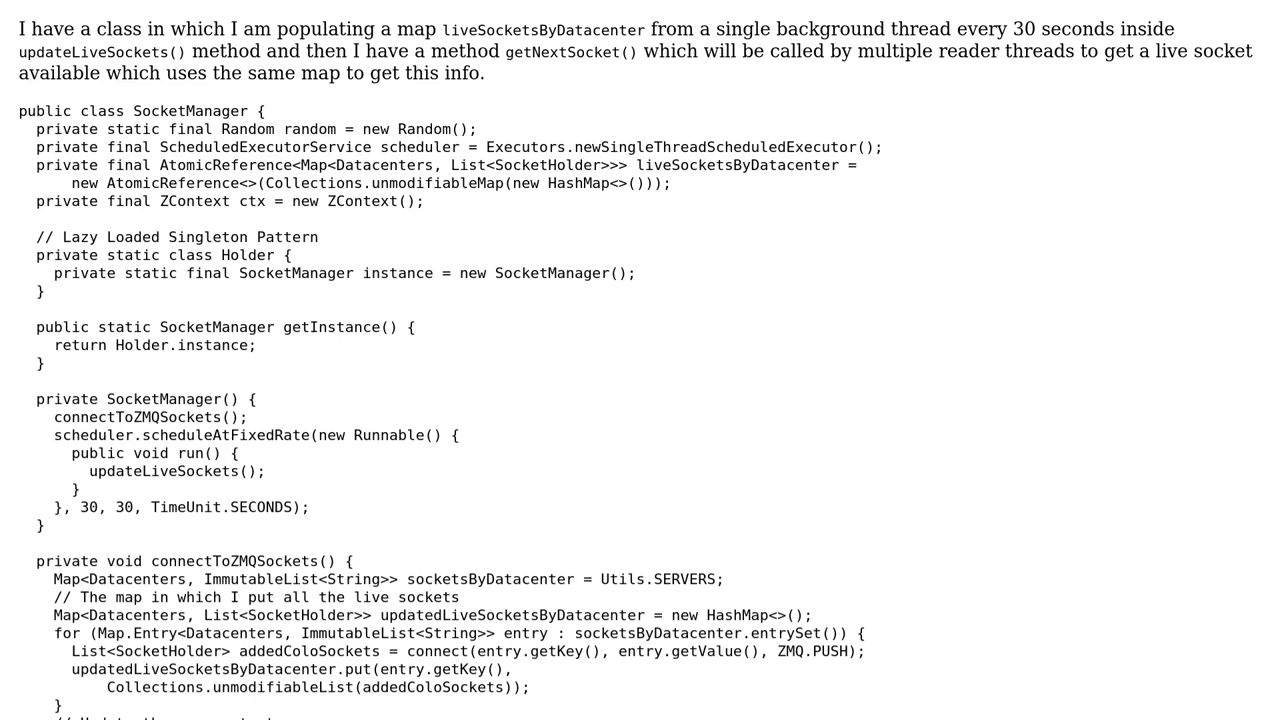 I have a class in which I am populating a map liveSocketsByDatacenter from a single background thread every 30 seconds inside
updateLiveSockets() method and then I have a method getNextSocket() which will be called by multiple reader threads to get a live socket
available which uses the same map to get this info.
public class SocketManager {
  private static final Random random = new Random();
  private final ScheduledExecutorService scheduler = Executors.newSingleThreadScheduledExecutor();
  private final AtomicReference<Map<Datacenters, List<SocketHolder>>> liveSocketsByDatacenter =
      new AtomicReference<>(Collections.unmodifiableMap(new HashMap<>()));
  private final ZContext ctx = new ZContext();
  // Lazy Loaded Singleton Pattern
  private static class Holder {
    private static final SocketManager instance = new SocketManager();
  }
  public static SocketManager getInstance() {
    return Holder.instance;
  }
  private SocketManager() {
    connectToZMQSockets();
    scheduler.scheduleAtFixedRate(new Runnable() {
      public void run() {
        updateLiveSockets();
      }
    }, 30, 30, TimeUnit.SECONDS);
  }
  private void connectToZMQSockets() {
    Map<Datacenters, ImmutableList<String>> socketsByDatacenter = Utils.SERVERS;
    // The map in which I put all the live sockets
    Map<Datacenters, List<SocketHolder>> updatedLiveSocketsByDatacenter = new HashMap<>();
    for (Map.Entry<Datacenters, ImmutableList<String>> entry : socketsByDatacenter.entrySet()) {
      List<SocketHolder> addedColoSockets = connect(entry.getKey(), entry.getValue(), ZMQ.PUSH);
      updatedLiveSocketsByDatacenter.put(entry.getKey(),
          Collections.unmodifiableList(addedColoSockets));
    }